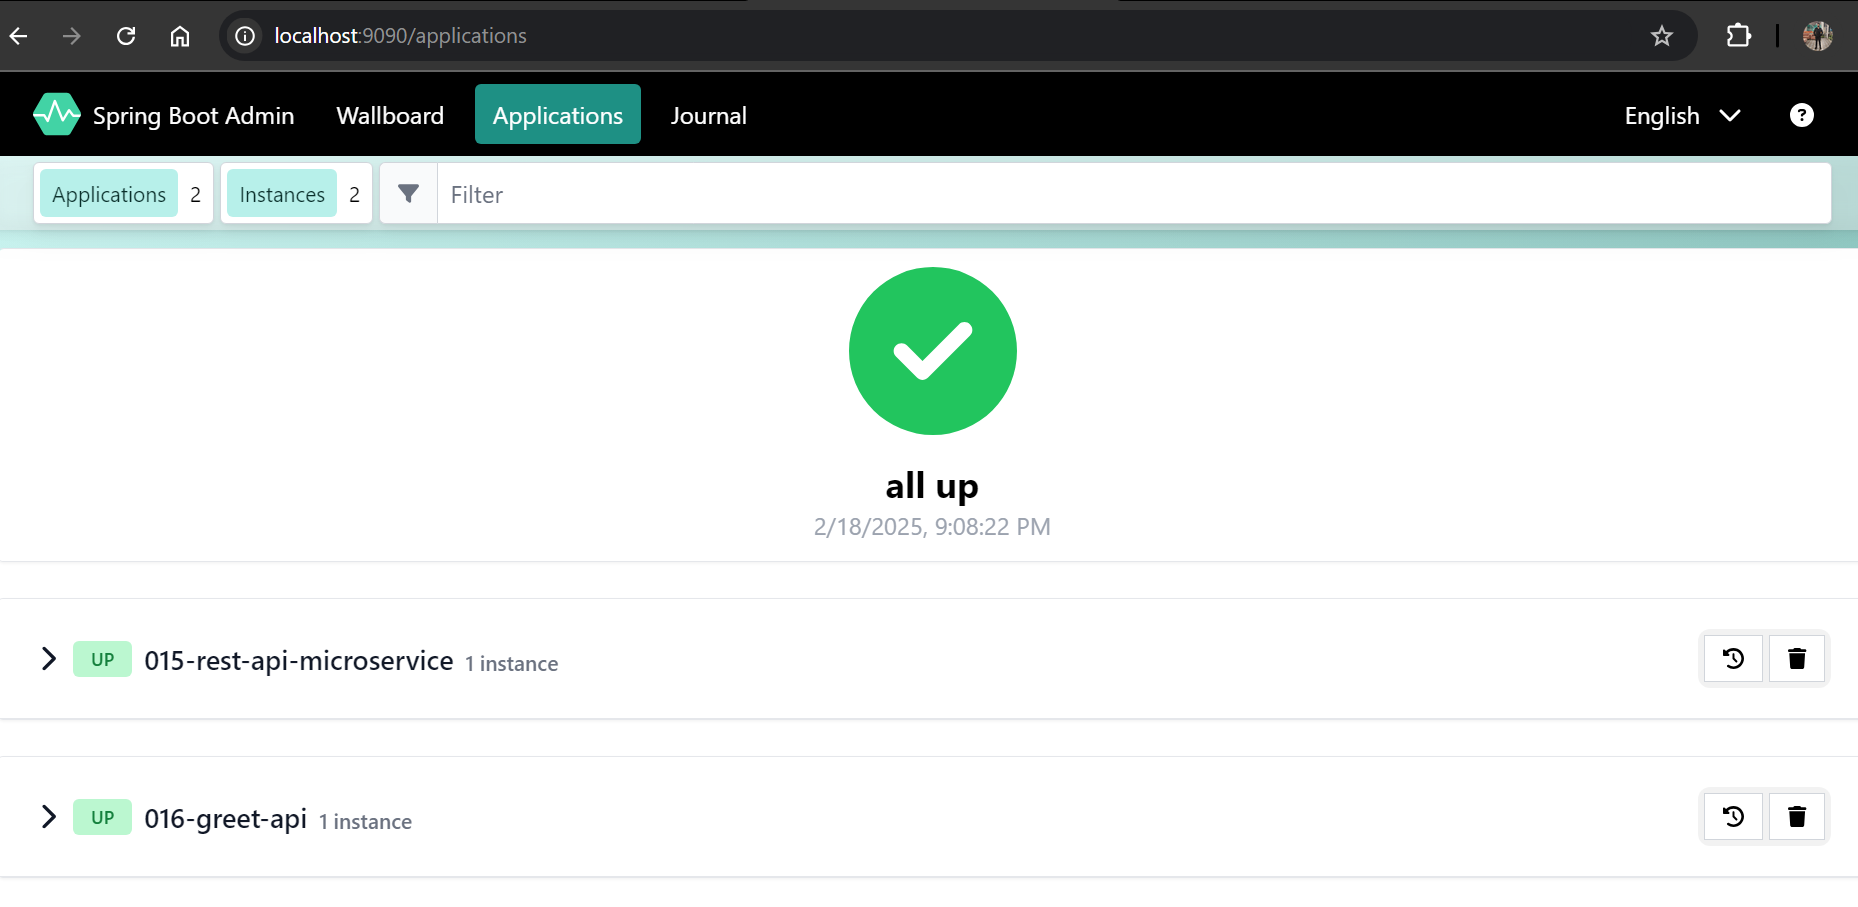 localhost:9090/applications
Spring Boot Admin Wallboard Applications Journal English ?
Applications 2 Instances 2 Filter
all up
2/18/2025, 9:08:22 PM
UP 015-rest-api-microservice 1 instance
UP 016-greet-api 1 instance